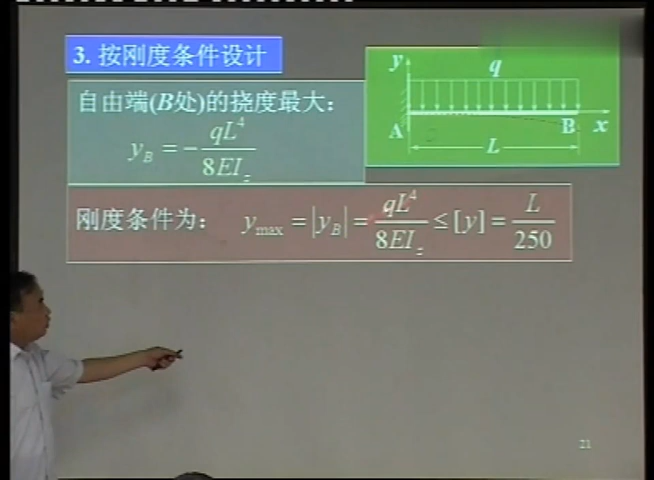 3. 按刚度条件设计
自由端(B处)的挠度最大：
y_B = -qL^4/8EI_z
y
q
A
B
x
L
刚度条件为： y_max = |y_B| = qL^4/8EI_z ≤ [y] = L/250
21